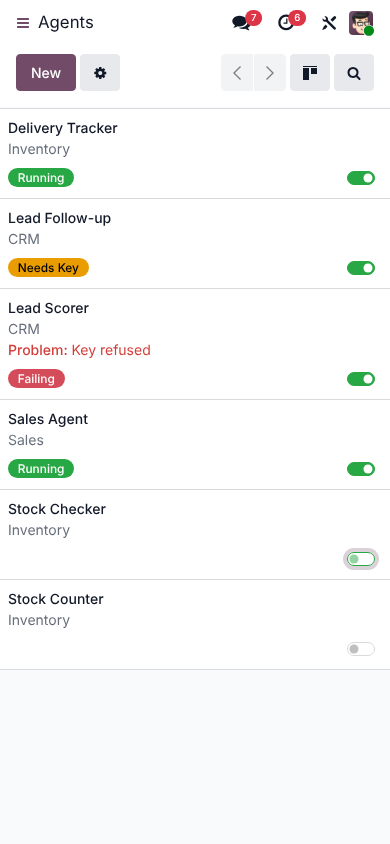 Agents
7
6
New
Delivery Tracker
Inventory
Running
Lead Follow-up
CRM
Needs Key
Lead Scorer
CRM
Problem: Key refused
Failing
Sales Agent
Sales
Running
Stock Checker
Inventory
Stock Counter
Inventory